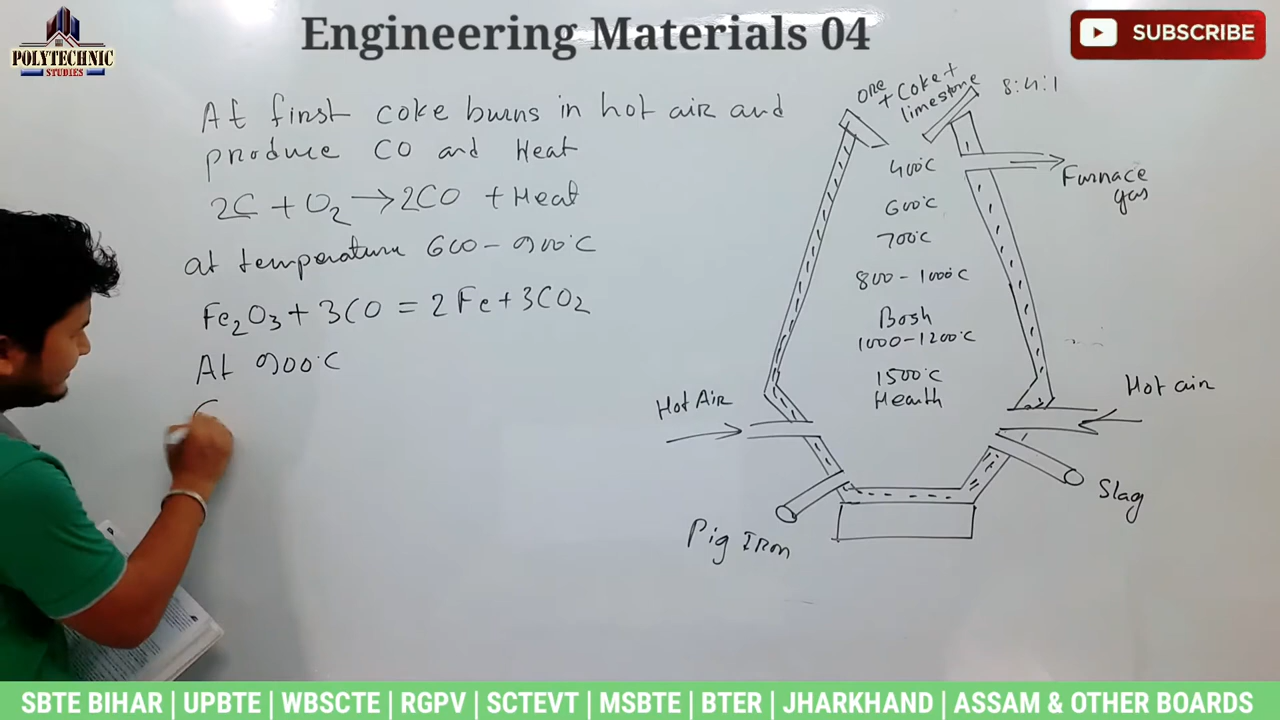 Engineering Materials 04
POLYTECHNIC
STUDIES
SUBSCRIBE
At first coke burns in hot air and
produce CO and Heat
2C + O₂ → 2CO + Heat
at temperature 600 - 900°C
Fe₂O₃ + 3CO = 2Fe + 3CO₂
At 900°C
C
ore
+ Coke +
limestone
8:4:1
400°C
600°C
700°C
800 - 1000°C
Bosh
1000-1200°C
1500°C
Hearth
Furnace
gas
Hot Air
Hot air
Slag
Pig Iron
SBTE BIHAR | UPBTE | WBSCTE | RGPV | SCTEVT | MSBTE | BTER | JHARKHAND | ASSAM & OTHER BOARDS